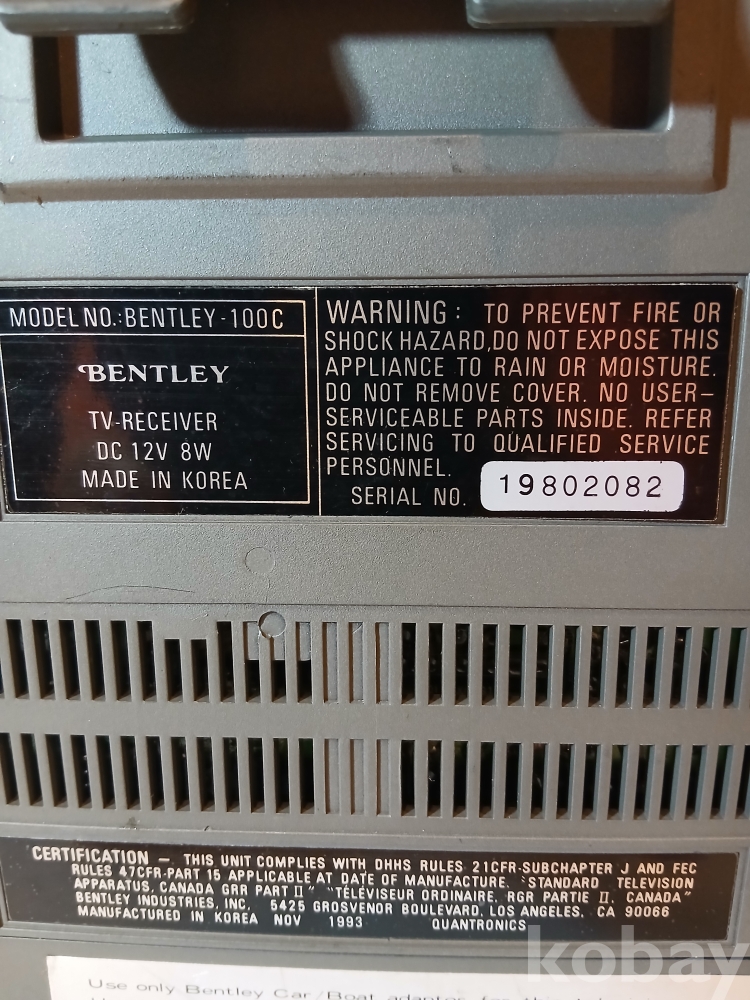 MODEL NO.:BENTLEY-100C
BENTLEY
TV-RECEIVER
DC 12V 8W
MADE IN KOREA
WARNING: TO PREVENT FIRE OR
SHOCK HAZARD,DO NOT EXPOSE THIS
APPLIANCE TO RAIN OR MOISTURE.
DO NOT REMOVE COVER. NO USER-
SERVICEABLE PARTS INSIDE. REFER
SERVICING TO QUALIFIED SERVICE
PERSONNEL.
SERIAL NO. 19802082
CERTIFICATION - THIS UNIT COMPLIES WITH DHHS RULES 21CFR-SUBCHAPTER J AND FEC
RULES 47CFR-PART 15 APPLICABLE AT DATE OF MANUFACTURE. "STANDARD TELEVISION
APPARATUS, CANADA GRR PART II" "TÉLÉVISEUR ORDINAIRE, RGR PARTIE II. CANADA"
BENTLEY INDUSTRIES, INC. 5425 GROSVENOR BOULEVARD, LOS ANGELES, CA 90066
MANUFACTURED IN KOREA NOV 1993 QUANTRONICS
kobay
Use only Bentley Car/Boat adaptor for